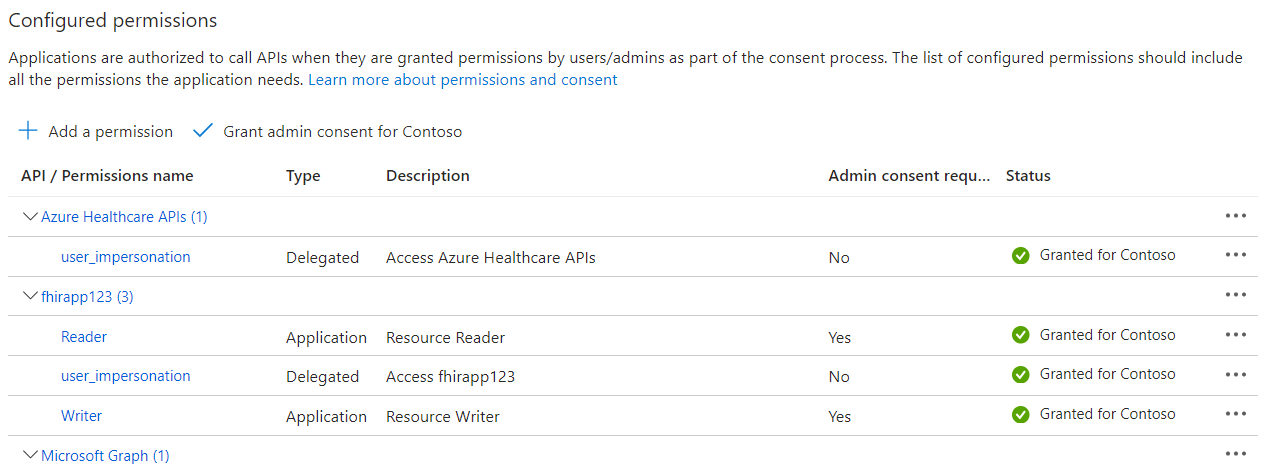 Configured permissions
Applications are authorized to call APIs when they are granted permissions by users/admins as part of the consent process. The list of configured permissions should include
all the permissions the application needs. Learn more about permissions and consent
Add a permission Grant admin consent for Contoso
API / Permissions name Type Description Admin consent requ... Status
Azure Healthcare APIs (1)
user_impersonation Delegated Access Azure Healthcare APIs No Granted for Contoso
fhirapp123 (3)
Reader Application Resource Reader Yes Granted for Contoso
user_impersonation Delegated Access fhirapp123 No Granted for Contoso
Writer Application Resource Writer Yes Granted for Contoso
Microsoft Graph (1)